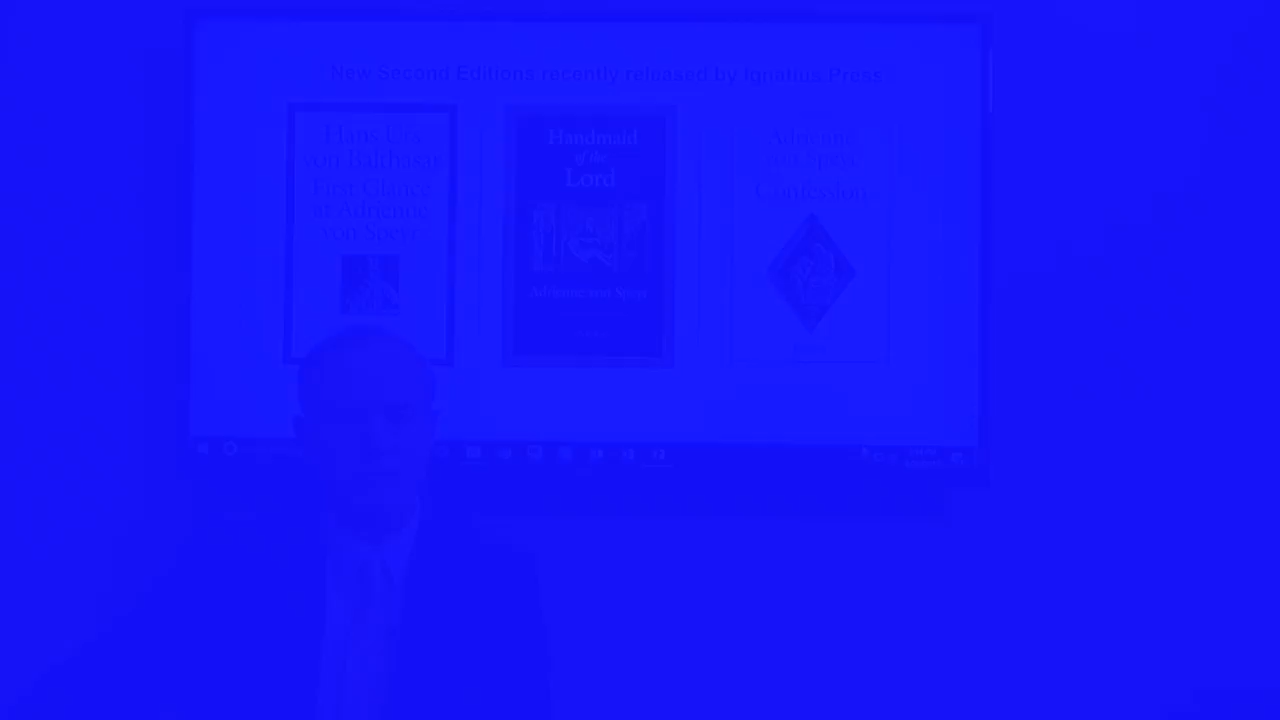 New Second Editions recently released by Ignatius Press
Hans Urs
von Balthasar
First Glance
at Adrienne
von Speyr
Handmaid
of the
Lord
Adrienne von Speyr
Adrienne
von Speyr
Confession